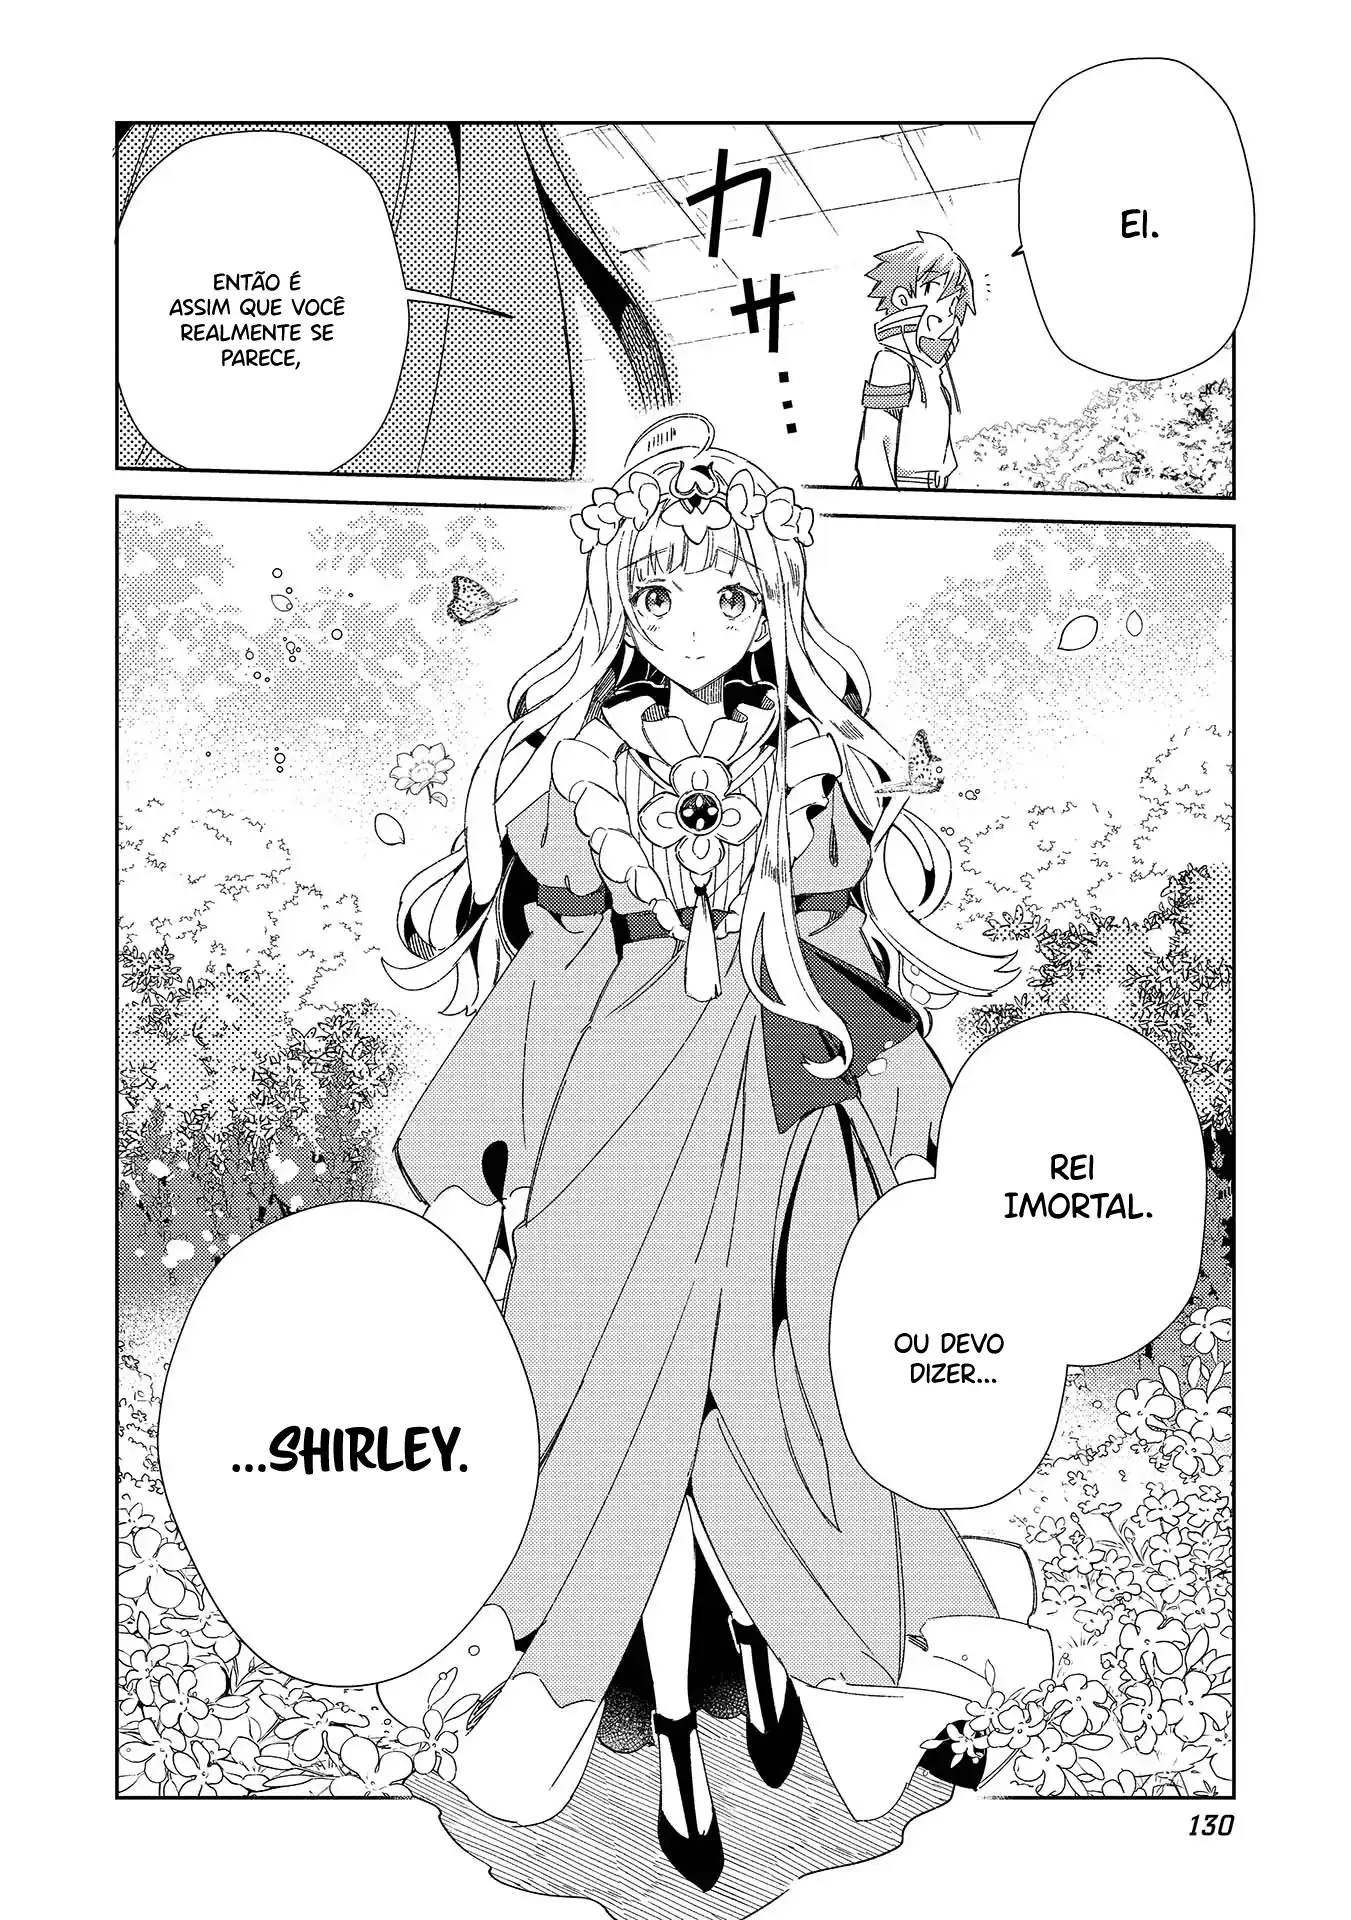 EI.
カサ…
ENTÃO É
ASSIM QUE VOCÊ
REALMENTE SE
PARECE,
REI
IMORTAL.
OU DEVO
DIZER...
...SHIRLEY.
130